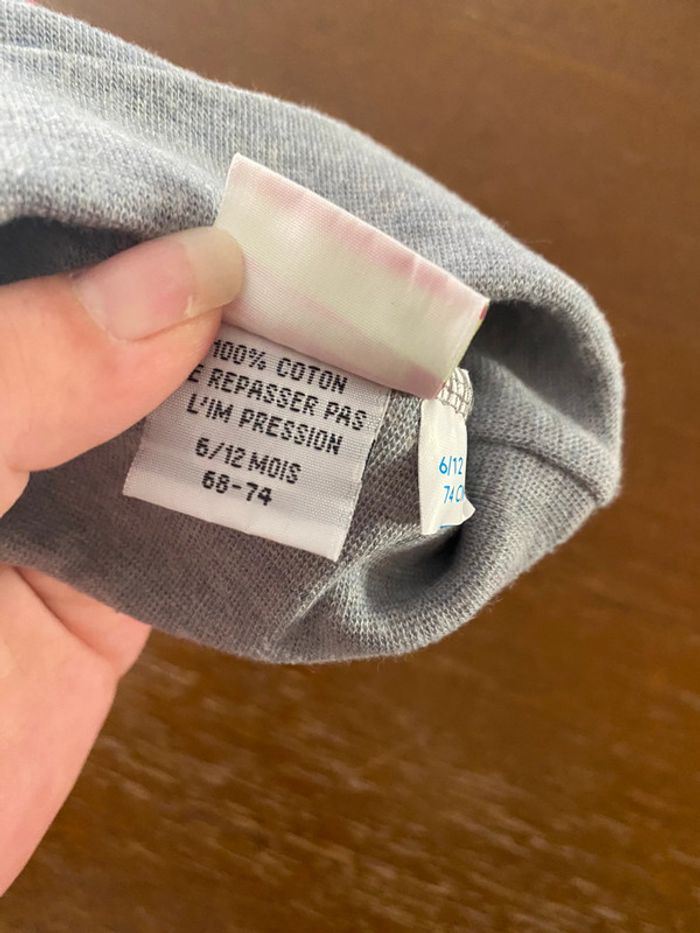 100% COTON
E REPASSER PAS
L'IM PRESSION
6/12 MOIS
68-74
6/12
74 C